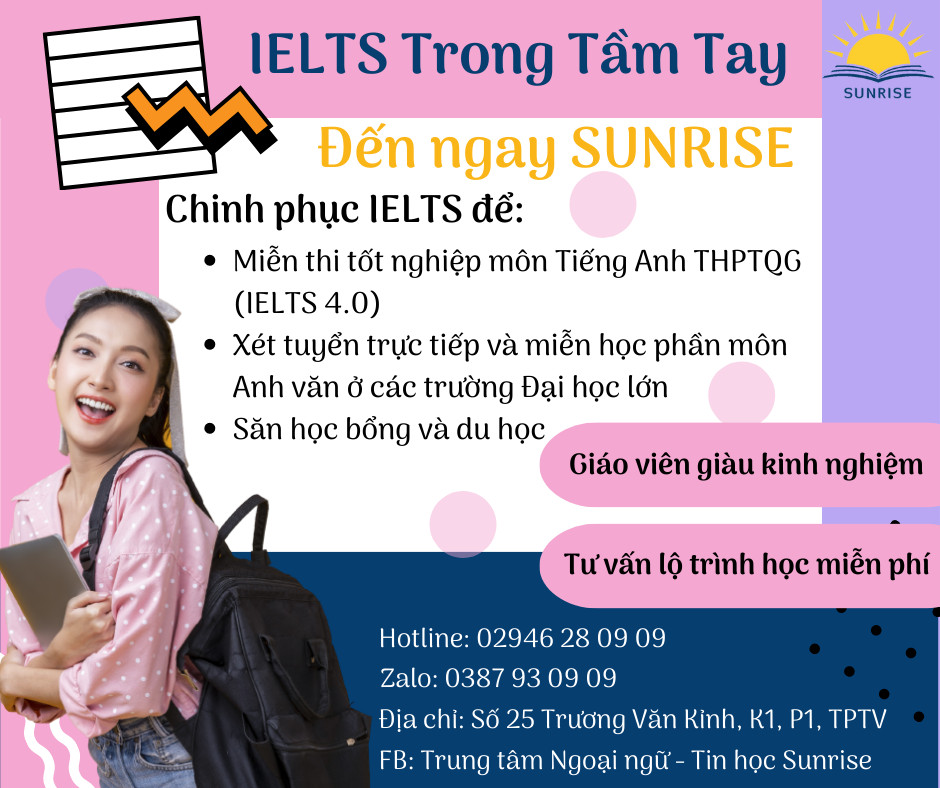 IELTS Trong Tầm Tay
SUNRISE
Đến ngay SUNRISE
Chinh phục IELTS để:
• Miễn thi tốt nghiệp môn Tiếng Anh THPTQG
(IELTS 4.0)
• Xét tuyển trực tiếp và miễn học phần môn
Anh văn ở các trường Đại học lớn
• Săn học bổng và du học
Giáo viên giàu kinh nghiệm
Tư vấn lộ trình học miễn phí
Hotline: 02946 28 09 09
Zalo: 0387 93 09 09
Địa chỉ: Số 25 Trương Văn Kỉnh, K1, P1, TPTV
FB: Trung tâm Ngoại ngữ - Tin học Sunrise